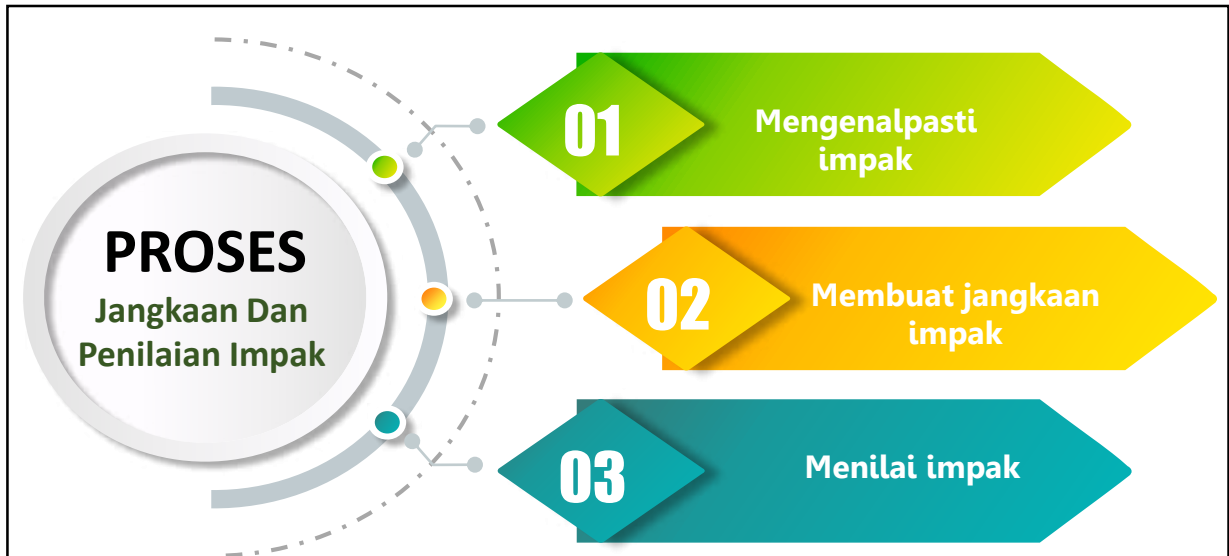 PROSES
Jangkaan Dan
Penilaian Impak
01
Mengenalpasti
impak
02
Membuat jangkaan
impak
03
Menilai impak